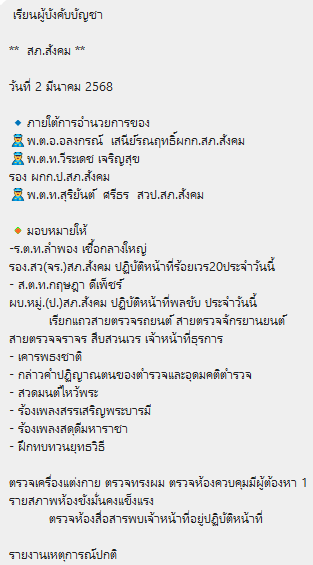 เรียนผู้บังคับบัญชา
** สภ.สังคม **
วันที่ 2 มีนาคม 2568
🔹ภายใต้การอำนวยการของ
👮พ.ต.อ.อลงกรณ์ เสนีย์รณฤทธิ์ผกก.สภ.สังคม
👮พ.ต.ท.วีระเดช เจริญสุข
รอง ผกก.ป.สภ.สังคม
👮พ.ต.ท.สุริยันต์ ศรีธร สวป.สภ.สังคม
🔸มอบหมายให้
-ร.ต.ท.ลำพอง เชื้อกลางใหญ่
รอง.สว(จร.)สภ.สังคม ปฏิบัติหน้าที่ร้อยเวร20ประจำวันนี้
- ส.ต.ท.กฤษฎา ดีเพ็ชร์
ผบ.หมู่.(ป.)สภ.สังคม ปฏิบัติหน้าที่พลขับ ประจำวันนี้
เรียกแถวสายตรวจรถยนต์ สายตรวจจักรยานยนต์
สายตรวจจราจร สิบสวนเวร เจ้าหน้าที่ธุรการ
- เคารพธงชาติ
- กล่าวคำปฏิญาณตนของตำรวจและอุดมคติตำรวจ
- สวดมนต์ไหว้พระ
- ร้องเพลงสรรเสริญพระบารมี
- ร้องเพลงสดุดีมหาราชา
- ฝึกทบทวนยุทธวิธี
ตรวจเครื่องแต่งกาย ตรวจทรงผม ตรวจห้องควบคุมมีผู้ต้องหา 1
รายสภาพห้องขังมั่นคงแข็งแรง
ตรวจห้องสื่อสารพบเจ้าหน้าที่อยู่ปฏิบัติหน้าที่
รายงานเหตุการณ์ปกติ